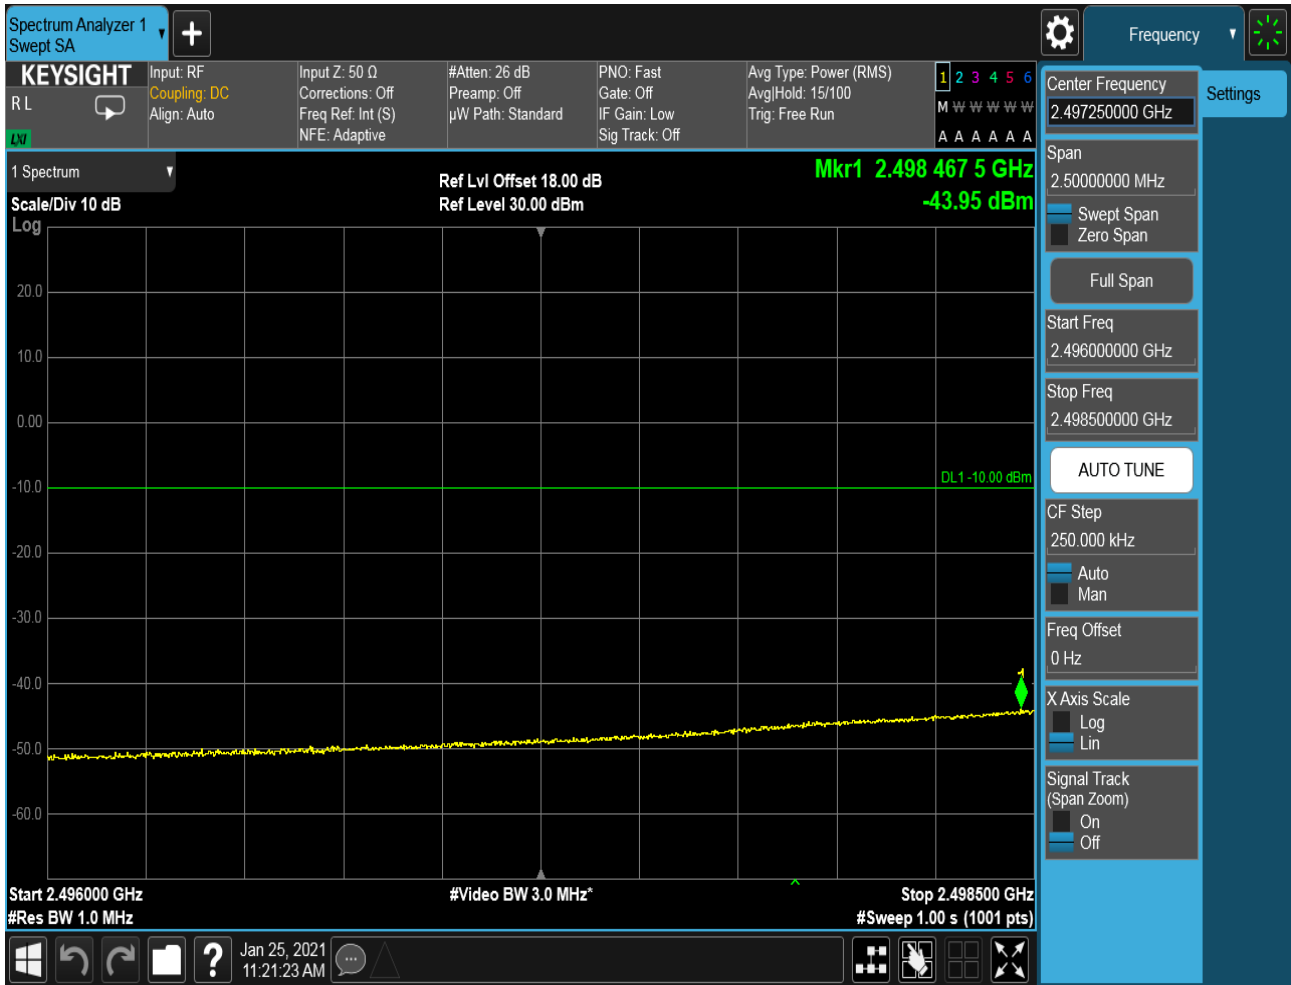 Spectrum Analyzer 1
Swept SA
Frequency
KEYSIGHT
R L
LXI
Input: RF
Coupling: DC
Align: Auto
Input Z: 50 Ω
Corrections: Off
Freq Ref: Int (S)
NFE: Adaptive
#Atten: 26 dB
Preamp: Off
µW Path: Standard
PNO: Fast
Gate: Off
IF Gain: Low
Sig Track: Off
Avg Type: Power (RMS)
Avg|Hold: 15/100
Trig: Free Run
1 2 3 4 5 6
M W W W W W
A A A A A A
1 Spectrum
Scale/Div 10 dB
Log
Ref Lvl Offset 18.00 dB
Ref Level 30.00 dBm
Mkr1 2.498 467 5 GHz
-43.95 dBm
20.0
10.0
0.00
-10.0
-20.0
-30.0
-40.0
-50.0
-60.0
DL1 -10.00 dBm
1
Start 2.496000 GHz
#Res BW 1.0 MHz
#Video BW 3.0 MHz*
Stop 2.498500 GHz
#Sweep 1.00 s (1001 pts)
Center Frequency
2.497250000 GHz
Span
2.50000000 MHz
Swept Span
Zero Span
Full Span
Start Freq
2.496000000 GHz
Stop Freq
2.498500000 GHz
AUTO TUNE
CF Step
250.000 kHz
Auto
Man
Freq Offset
0 Hz
X Axis Scale
Log
Lin
Signal Track
(Span Zoom)
On
Off
Settings
?
Jan 25, 2021
11:21:23 AM